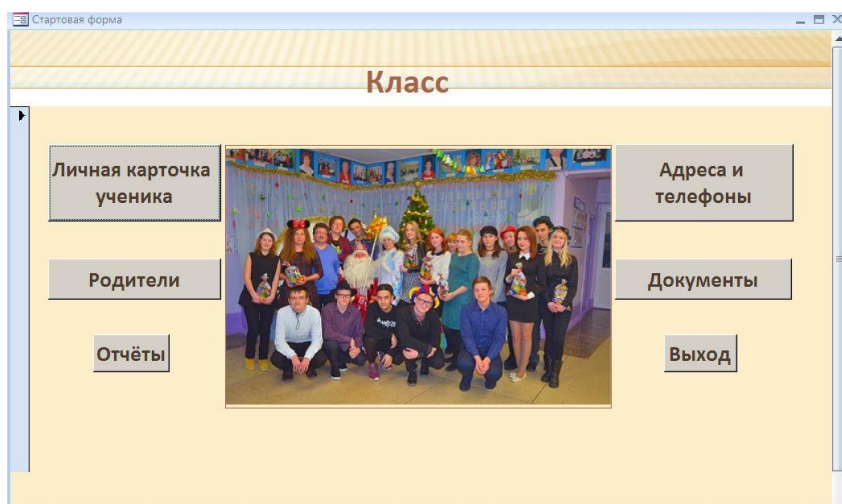 Стартовая форма
Класс
Личная карточка
ученика
Адреса и
телефоны
Родители
Документы
Отчёты
Выход